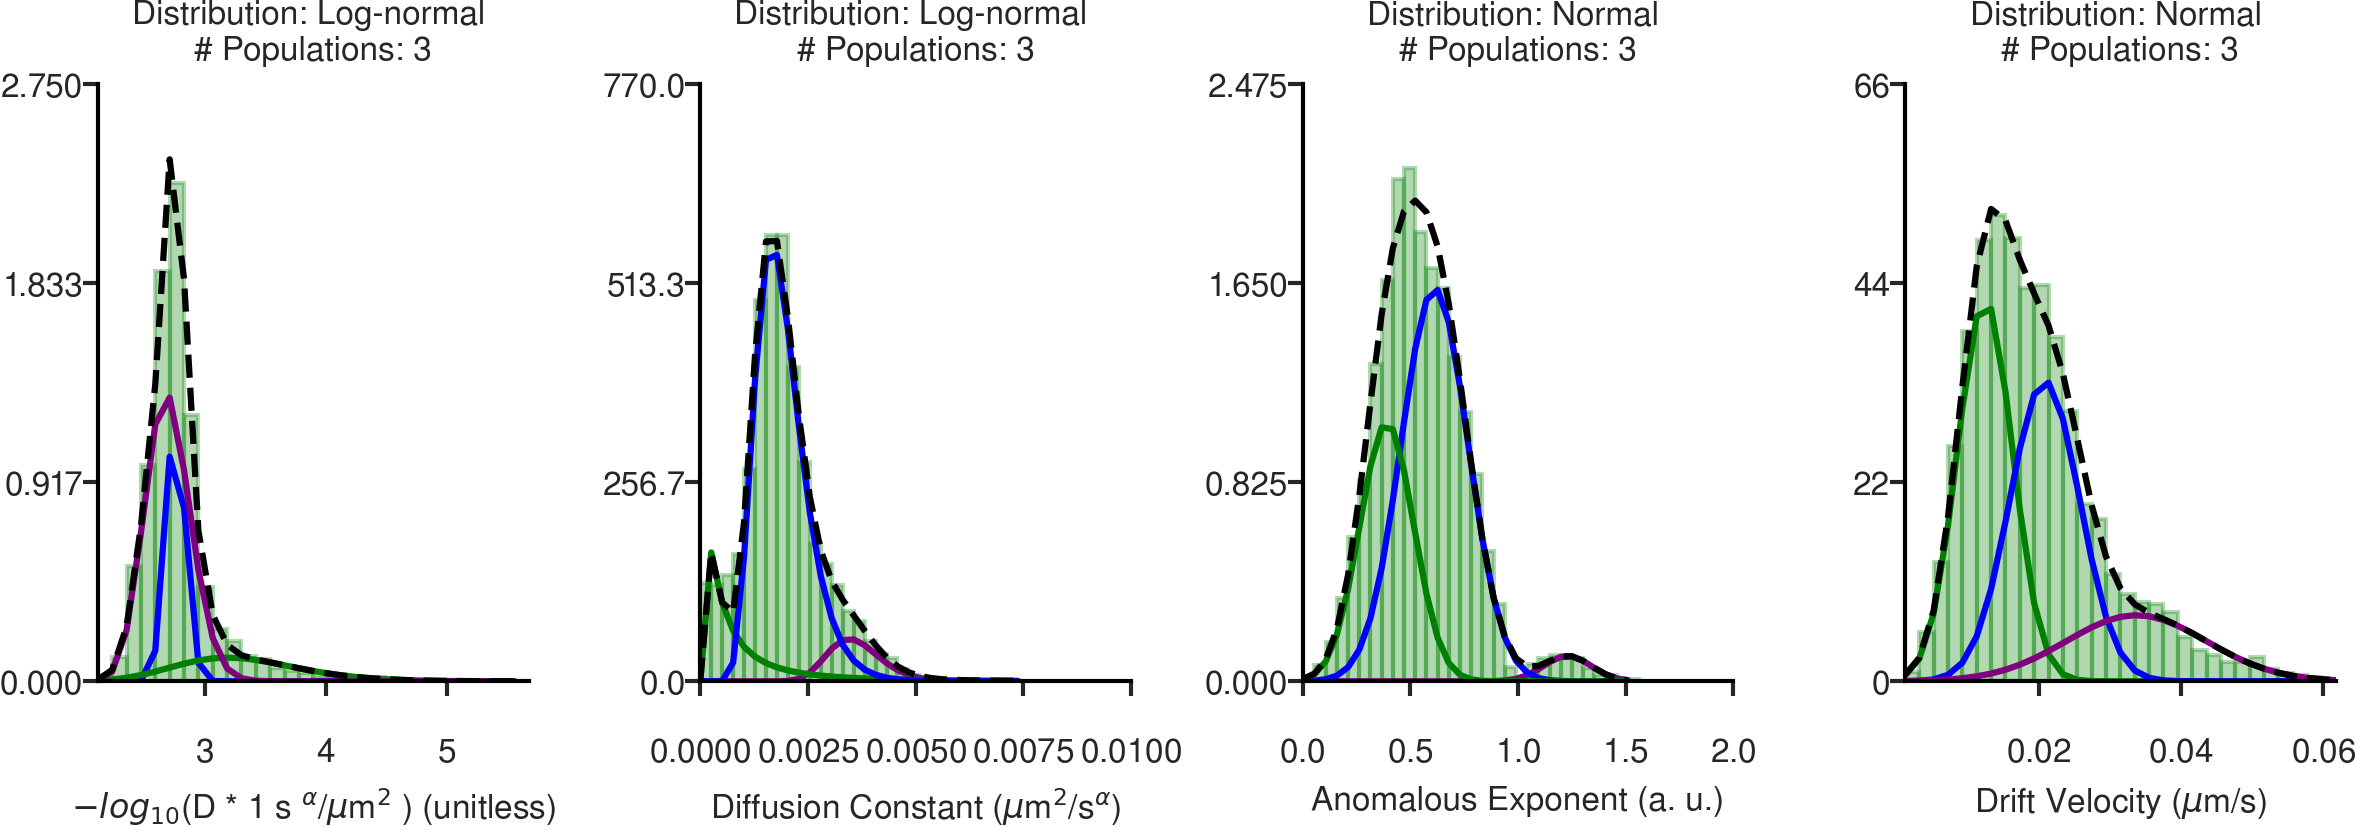 Distribution: Log-normal
# Populations: 3
2.750
1.833
0.917
0.000
3 4 5
−log₁₀(D * 1 s ᵅ/μm² ) (unitless)
Distribution: Log-normal
# Populations: 3
770.0
513.3
256.7
0.0
0.0000 0.0025 0.0050 0.0075 0.0100
Diffusion Constant (μm²/sᵅ)
Distribution: Normal
# Populations: 3
2.475
1.650
0.825
0.000
0.0 0.5 1.0 1.5 2.0
Anomalous Exponent (a. u.)
Distribution: Normal
# Populations: 3
66
44
22
0
0.02 0.04 0.06
Drift Velocity (μm/s)